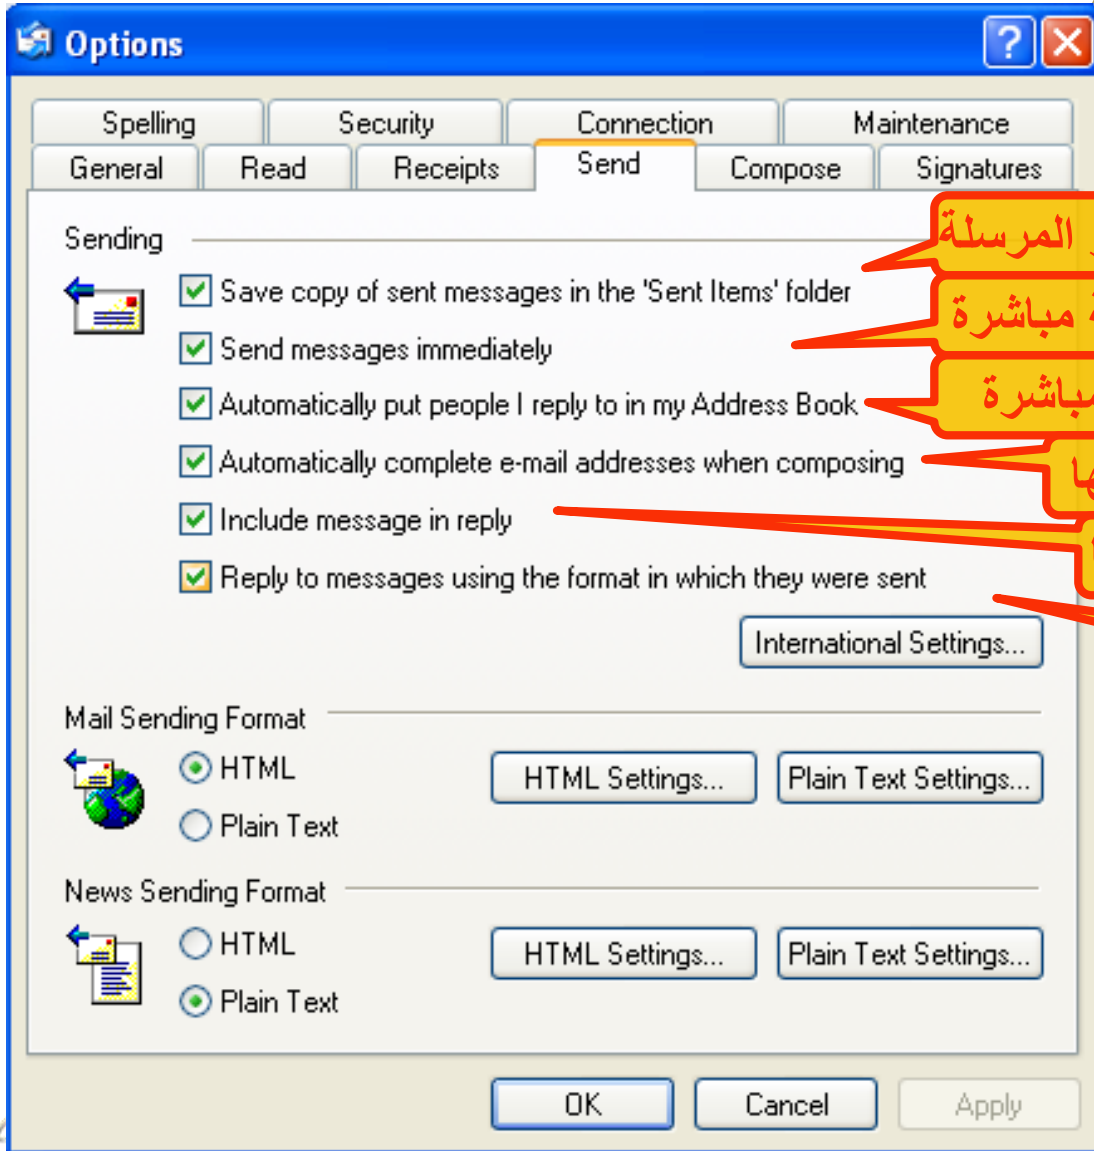 Options
Spelling Security Connection Maintenance
General Read Receipts Send Compose Signatures
Sending
Save copy of sent messages in the 'Sent Items' folder
المرسلة
Send messages immediately
مباشرة
Automatically put people I reply to in my Address Book
مباشرة
Automatically complete e-mail addresses when composing
Include message in reply
Reply to messages using the format in which they were sent
International Settings...
Mail Sending Format
HTML HTML Settings... Plain Text Settings...
Plain Text
News Sending Format
HTML HTML Settings... Plain Text Settings...
Plain Text
OK Cancel Apply